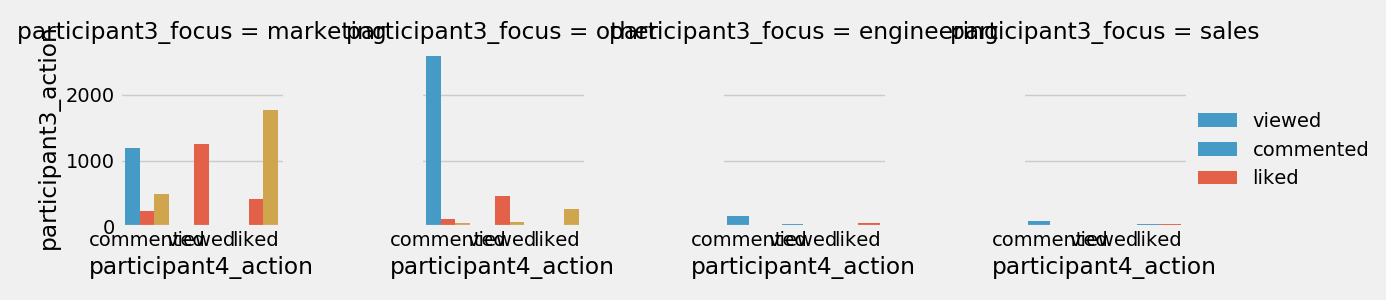 participant3_focus = marketing
participant3_focus = other
participant3_focus = engineering
participant3_focus = sales
participant3_action
2000
1000
0
commented viewed liked
commented viewed liked
commented viewed liked
commented viewed liked
participant4_action
participant4_action
participant4_action
participant4_action
viewed
commented
liked